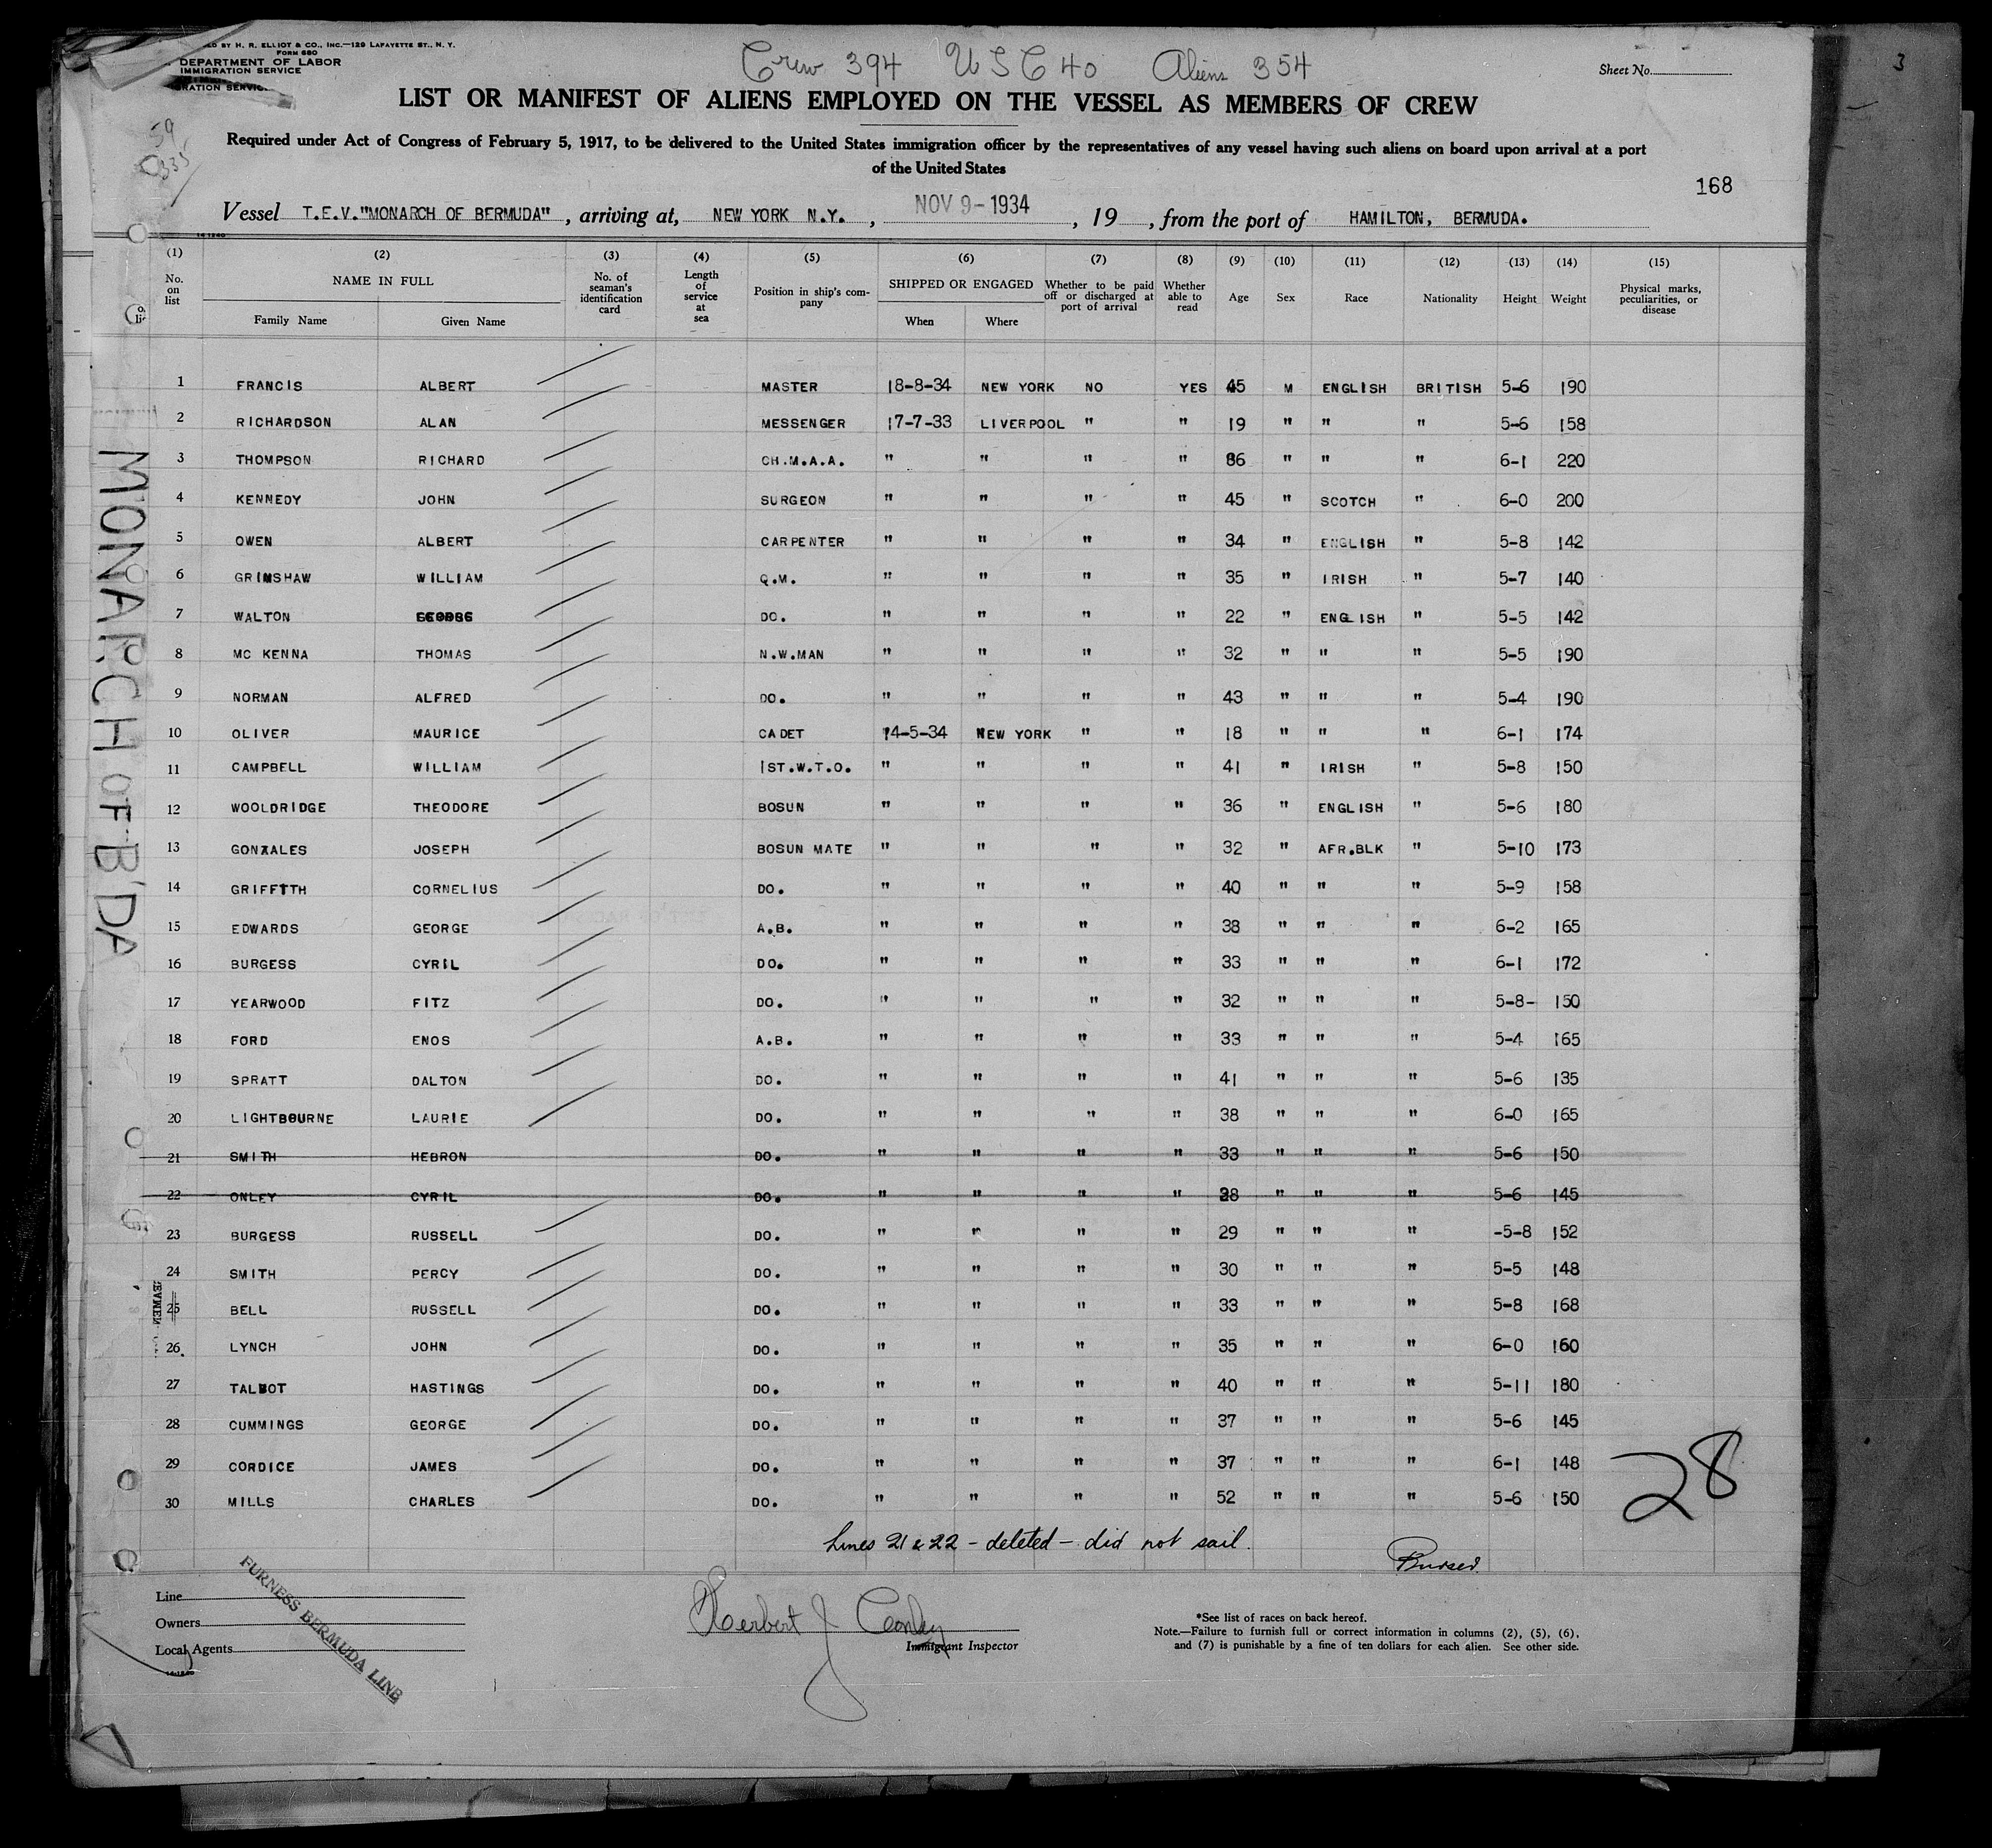 LD BY H. R. ELLIOT & CO., INC.—129 LAFAYETTE ST., N. Y.
FORM 680
DEPARTMENT OF LABOR
IMMIGRATION SERVICE
Crew 394 USC 40 Aliens 354
Sheet No.
LIST OR MANIFEST OF ALIENS EMPLOYED ON THE VESSEL AS MEMBERS OF CREW
Required under Act of Congress of February 5, 1917, to be delivered to the United States immigration officer by the representatives of any vessel having such aliens on board upon arrival at a port
of the United States
168
Vessel T.E.V."MONARCH OF BERMUDA", arriving at, NEW YORK N.Y., NOV 9-1934, 19, from the port of HAMILTON, BERMUDA.
(1) No. on list (2) NAME IN FULL Family Name Given Name (3) No. of seaman's identification card (4) Length of service at sea (5) Position in ship's company (6) SHIPPED OR ENGAGED When Where (7) Whether to be paid off or discharged at port of arrival (8) Whether able to read (9) Age (10) Sex (11) Race (12) Nationality (13) Height (14) Weight (15) Physical marks, peculiarities, or disease
1 FRANCIS ALBERT MASTER 18-8-34 NEW YORK NO YES 45 M ENGLISH BRITISH 5-6 190
2 RICHARDSON ALAN MESSENGER 17-7-33 LIVERPOOL " " 19 " " " 5-6 158
3 THOMPSON RICHARD CH.M.A.A. " " " " 36 " " " 6-1 220
4 KENNEDY JOHN SURGEON " " " " 45 " SCOTCH " 6-0 200
5 OWEN ALBERT CARPENTER " " " " 34 " ENGLISH " 5-8 142
6 GRIMSHAW WILLIAM Q.M. " " " " 35 " IRISH " 5-7 140
7 WALTON GEORGE DO. " " " " 22 " ENGLISH " 5-5 142
8 MC KENNA THOMAS N.W.MAN " " " " 32 " " " 5-5 190
9 NORMAN ALFRED DO. " " " " 43 " " " 5-4 190
10 OLIVER MAURICE CADET 14-5-34 NEW YORK " " 18 " " " 6-1 174
11 CAMPBELL WILLIAM 1ST.W.T.O. " " " " 41 " IRISH " 5-8 150
12 WOOLDRIDGE THEODORE BOSUN " " " " 36 " ENGLISH " 5-6 180
13 GONZALES JOSEPH BOSUN MATE " " " " 32 " AFR.BLK " 5-10 173
14 GRIFFITH CORNELIUS DO. " " " " 40 " " " 5-9 158
15 EDWARDS GEORGE A.B. " " " " 38 " " " 6-2 165
16 BURGESS CYRIL DO. " " " " 33 " " " 6-1 172
17 YEARWOOD FITZ DO. " " " " 32 " " " 5-8- 150
18 FORD ENOS A.B. " " " " 33 " " " 5-4 165
19 SPRATT DALTON DO. " " " " 41 " " " 5-6 135
20 LIGHTBOURNE LAURIE DO. " " " " 38 " " " 6-0 165
21 SMITH HEBRON DO. " " " " 33 " " " 5-6 150
22 ONLEY CYRIL DO. " " " " 28 " " " 5-6 145
23 BURGESS RUSSELL DO. " " " " 29 " " " -5-8 152
24 SMITH PERCY DO. " " " " 30 " " " 5-5 148
25 BELL RUSSELL DO. " " " " 33 " " " 5-8 168
26. LYNCH JOHN DO. " " " " 35 " " " 6-0 160
27 TALBOT HASTINGS DO. " " " " 40 " " " 5-11 180
28 CUMMINGS GEORGE DO. " " " " 37 " " " 5-6 145
29 CORDICE JAMES DO. " " " " 37 " " " 6-1 148
30 MILLS CHARLES DO. " " " " 52 " " " 5-6 150
28
Lines 21 & 22 - deleted - did not sail.
Purser.
MONARCH OF B'DA
Line
Owners
Local Agents
FURNESS BERMUDA LINE
Herbert J Conley
Immigrant Inspector
*See list of races on back hereof.
Note.—Failure to furnish full or correct information in columns (2), (5), (6),
and (7) is punishable by a fine of ten dollars for each alien. See other side.
3